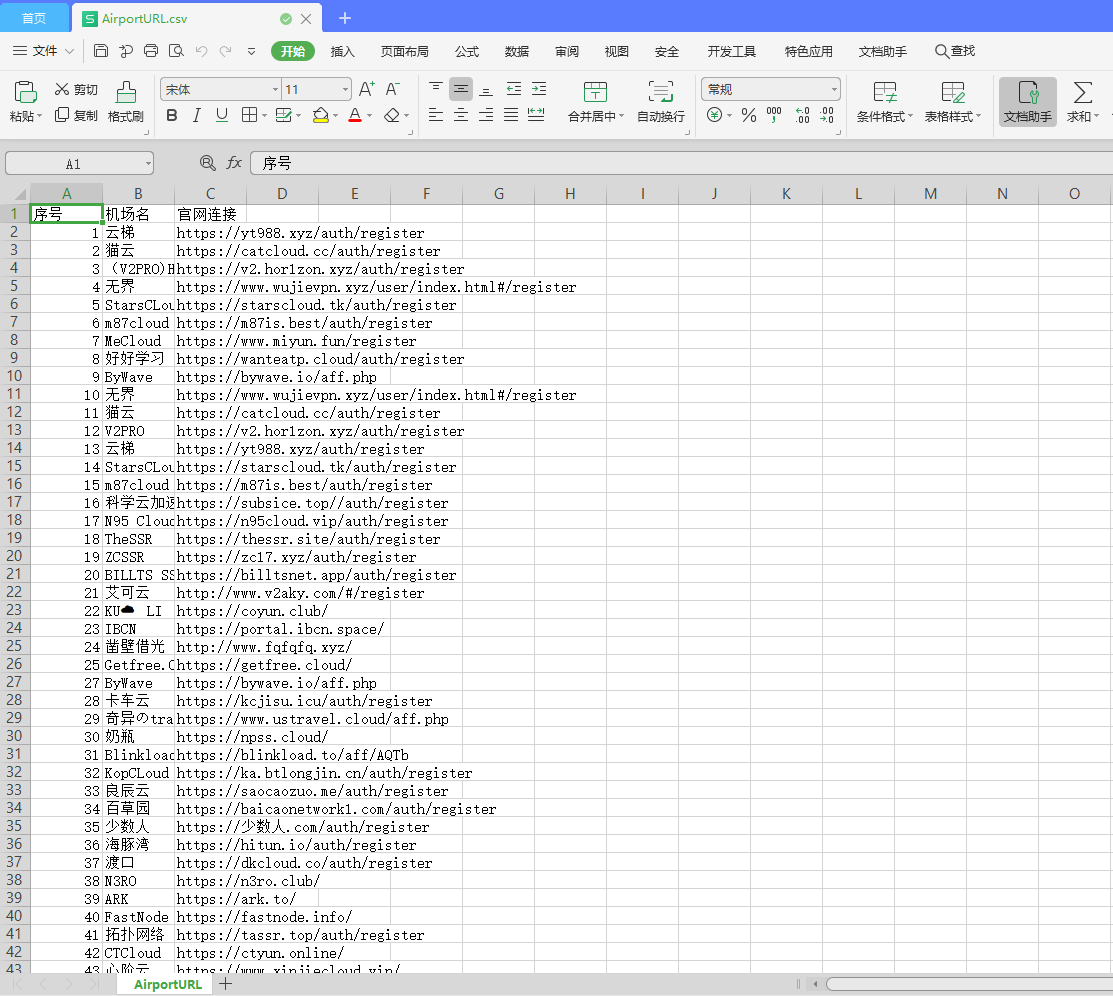 首页 AirportURL.csv
文件 开始 插入 页面布局 公式 数据 审阅 视图 安全 开发工具 特色应用 文档助手 查找
粘贴 剪切 复制 格式刷 宋体 11 A+ A- B I U A 合并居中 自动换行 常规 % 000 .00 .00 条件格式 表格样式 文档助手 求和
A1 fx 序号
A B C D E F G H I J K L M N O
1 序号 机场名 官网连接
2 1 云梯 https://yt988.xyz/auth/register
3 2 猫云 https://catcloud.cc/auth/register
4 3 （V2PRO)H https://v2.hor1zon.xyz/auth/register
5 4 无界 https://www.wujievpn.xyz/user/index.html#/register
6 5 StarsCLou https://starscloud.tk/auth/register
7 6 m87cloud https://m87is.best/auth/register
8 7 MeCloud https://www.miyun.fun/register
9 8 好好学习 https://wanteatp.cloud/auth/register
10 9 ByWave https://bywave.io/aff.php
11 10 无界 https://www.wujievpn.xyz/user/index.html#/register
12 11 猫云 https://catcloud.cc/auth/register
13 12 V2PRO https://v2.hor1zon.xyz/auth/register
14 13 云梯 https://yt988.xyz/auth/register
15 14 StarsCLou https://starscloud.tk/auth/register
16 15 m87cloud https://m87is.best/auth/register
17 16 科学云加速 https://subsice.top//auth/register
18 17 N95 Cloud https://n95cloud.vip/auth/register
19 18 TheSSR https://thessr.site/auth/register
20 19 ZCSSR https://zc17.xyz/auth/register
21 20 BILLTS SS https://billtsnet.app/auth/register
22 21 艾可云 http://www.v2aky.com/#/register
23 22 KU☁ LI https://coyun.club/
24 23 IBCN https://portal.ibcn.space/
25 24 凿壁借光 http://www.fqfqfq.xyz/
26 25 Getfree.C https://getfree.cloud/
27 27 ByWave https://bywave.io/aff.php
28 28 卡车云 https://kcjisu.icu/auth/register
29 29 奇异のtra https://www.ustravel.cloud/aff.php
30 30 奶瓶 https://npss.cloud/
31 31 Blinkload https://blinkload.to/aff/AQTb
32 32 KopCLoud https://ka.btlongjin.cn/auth/register
33 33 良辰云 https://saocaozuo.me/auth/register
34 34 百草园 https://baicaonetwork1.com/auth/register
35 35 少数人 https://少数人.com/auth/register
36 36 海豚湾 https://hitun.io/auth/register
37 37 渡口 https://dkcloud.co/auth/register
38 38 N3RO https://n3ro.club/
39 39 ARK https://ark.to/
40 40 FastNode https://fastnode.info/
41 41 拓扑网络 https://tassr.top/auth/register
42 42 CTCloud https://ctyun.online/
43 43 心阶云 https://www.xinjiecloud.vip/
AirportURL